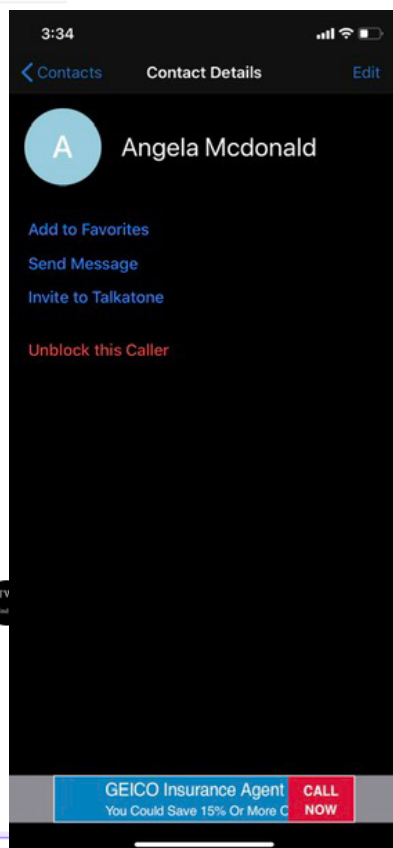 3:34
Contacts Contact Details Edit
A Angela Mcdonald
Add to Favorites
Send Message
Invite to Talkatone
Unblock this Caller
TV
GEICO Insurance Agent CALL
You Could Save 15% Or More C NOW